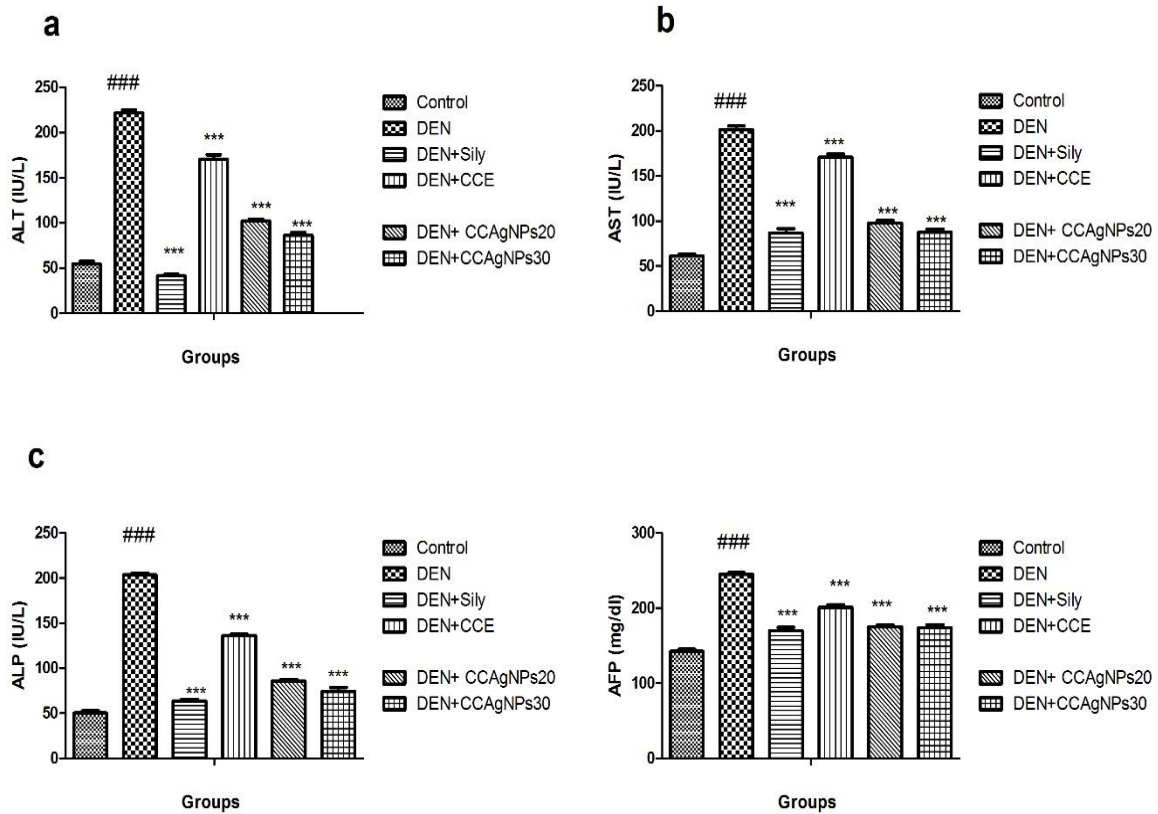 a
###
250
200
150
100
50
0
ALT (IU/L)
***
***
***
***
Groups
Control
DEN
DEN+Sily
DEN+CCE
DEN+ CCAgNPs20
DEN+CCAgNPs30
b
###
250
200
150
100
50
0
AST (IU/L)
***
***
***
***
Groups
Control
DEN
DEN+Sily
DEN+CCE
DEN+ CCAgNPs20
DEN+CCAgNPs30
c
###
250
200
150
100
50
0
ALP (IU/L)
***
***
***
***
Groups
Control
DEN
DEN+Sily
DEN+CCE
DEN+ CCAgNPs20
DEN+CCAgNPs30
###
300
200
100
0
AFP (mg/dl)
***
***
***
***
Groups
Control
DEN
DEN+Sily
DEN+CCE
DEN+ CCAgNPs20
DEN+CCAgNPs30